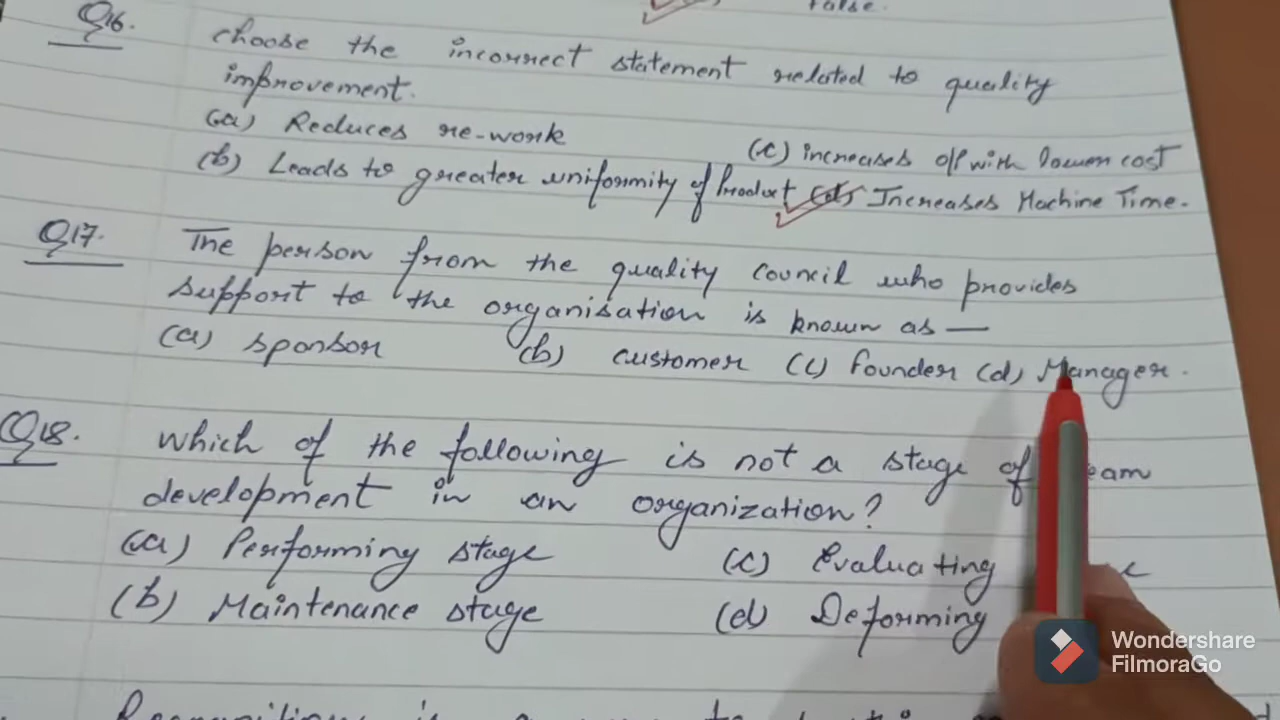 False.
Q16. choose the incorrect statement related to quality
improvement.
(a) Reduces re-work
(c) increases o/p with lower cost
(b) Leads to greater uniformity of Product (d) Increases Machine Time.
Q17. The person from the quality council who provides
support to the organisation is known as —
(a) sponsor (b) customer (c) founder (d) Manager.
Q18. which of the following is not a stage of
development in an organization?
(a) Performing stage (c) Evaluating
(b) Maintenance stage (d) Deforming
Wondershare
FilmoraGo